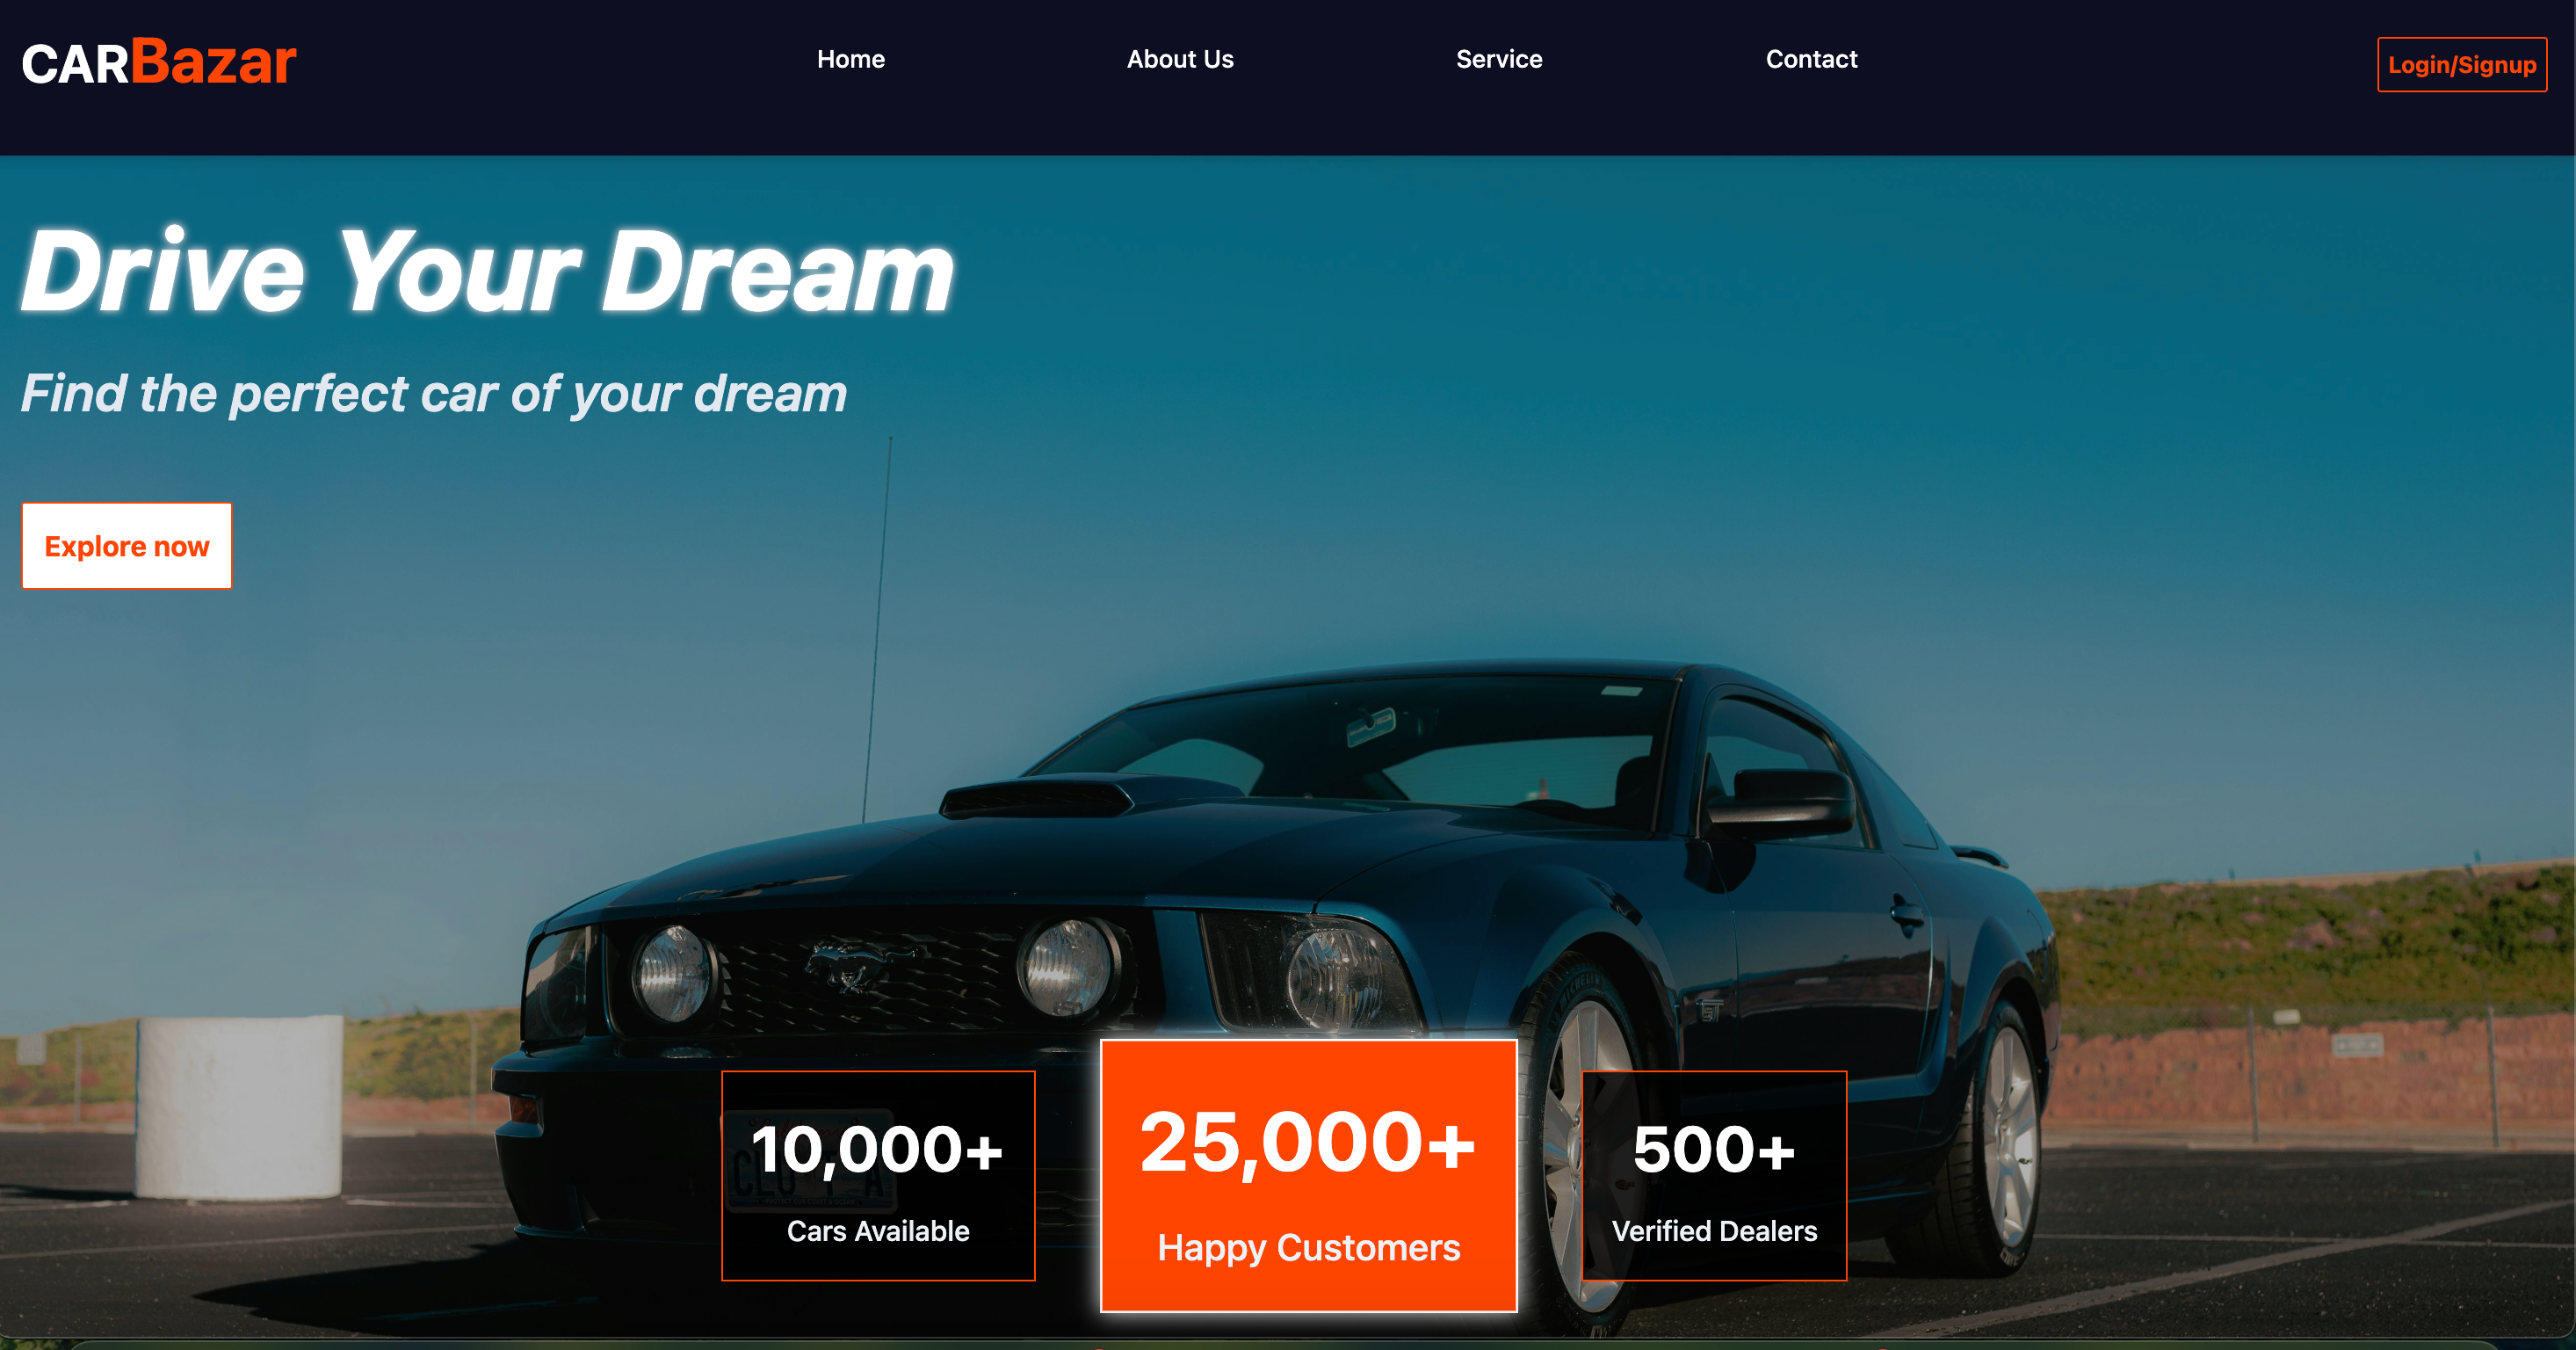 CARBazar
Home
About Us
Service
Contact
Login/Signup
Drive Your Dream
Find the perfect car of your dream
Explore now
10,000+
Cars Available
25,000+
Happy Customers
500+
Verified Dealers
GT